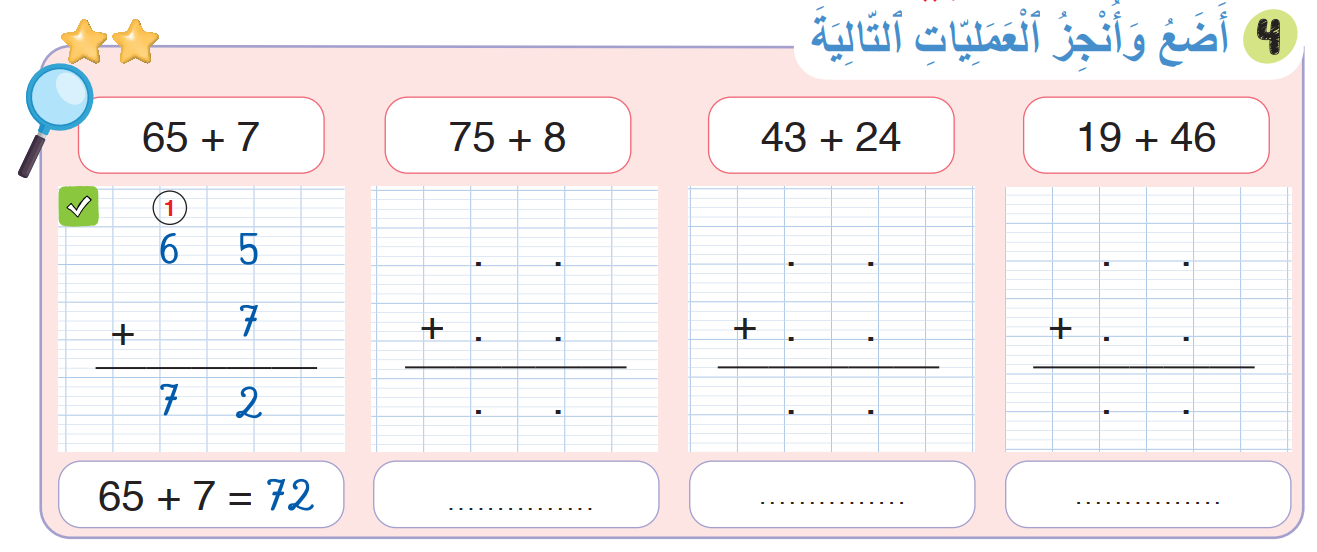 4 أَضَعُ وَأُنْجِزُ ٱلْعَمَلِيّاتِ ٱلتّالِيَةَ
65 + 7
75 + 8
43 + 24
19 + 46
1
6 5
+ 7
7 2
. .
+ . .
. .
. .
+ . .
. .
. .
+ . .
. .
65 + 7 = 72
...............
...............
...............